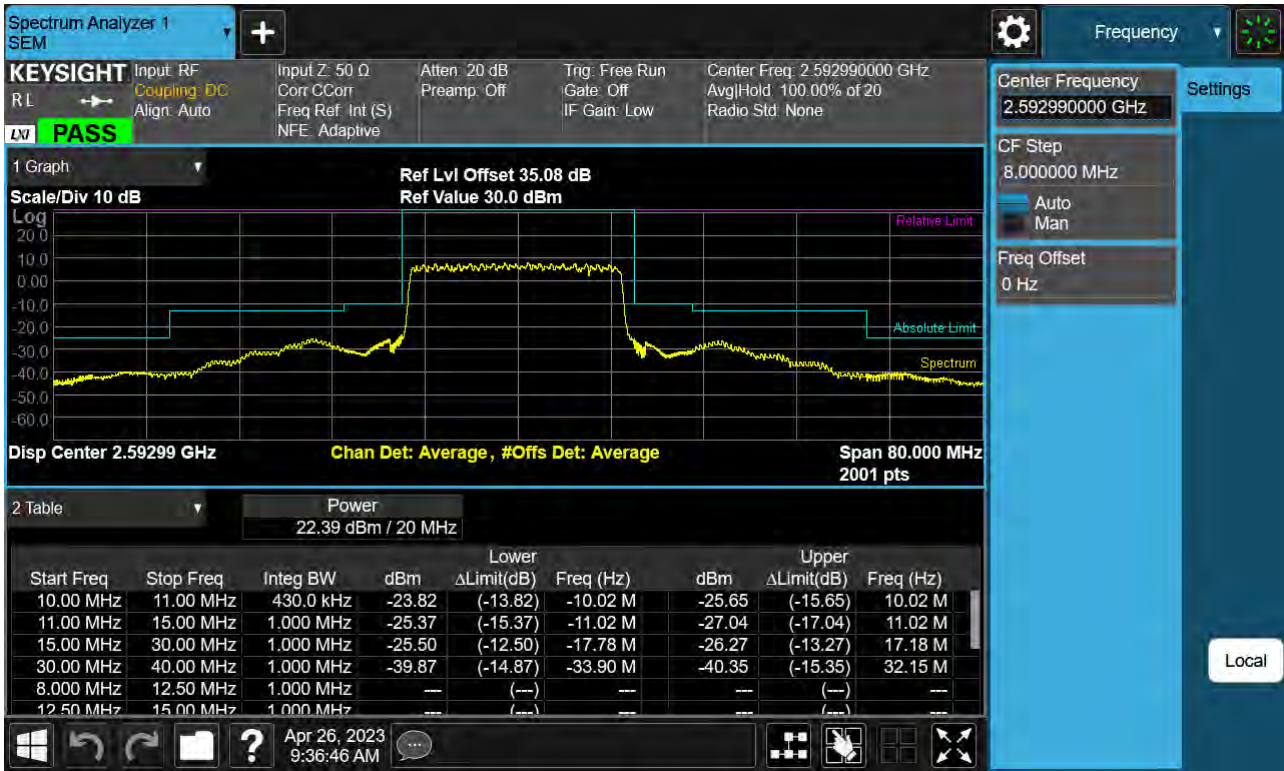 Spectrum Analyzer 1
SEM
Frequency
KEYSIGHT
RL
LXI
PASS
Input: RF
Coupling: DC
Align: Auto
Input Z: 50 Ω
Corr CCorr
Freq Ref: Int (S)
NFE: Adaptive
Atten: 20 dB
Preamp: Off
Trig: Free Run
Gate: Off
IF Gain: Low
Center Freq: 2.592990000 GHz
Avg|Hold: 100.00% of 20
Radio Std: None
Center Frequency
2.592990000 GHz
Settings
CF Step
8.000000 MHz
Auto
Man
Freq Offset
0 Hz
1 Graph
Scale/Div 10 dB
Ref Lvl Offset 35.08 dB
Ref Value 30.0 dBm
Log
20.0
10.0
0.00
-10.0
-20.0
-30.0
-40.0
-50.0
-60.0
Relative Limit
Absolute Limit
Spectrum
Disp Center 2.59299 GHz
Chan Det: Average, #Offs Det: Average
Span 80.000 MHz
2001 pts
2 Table
Power
22.39 dBm / 20 MHz
Lower Upper
Start Freq Stop Freq Integ BW dBm ΔLimit(dB) Freq (Hz) dBm ΔLimit(dB) Freq (Hz)
10.00 MHz 11.00 MHz 430.0 kHz -23.82 (-13.82) -10.02 M -25.65 (-15.65) 10.02 M
11.00 MHz 15.00 MHz 1.000 MHz -25.37 (-15.37) -11.02 M -27.04 (-17.04) 11.02 M
15.00 MHz 30.00 MHz 1.000 MHz -25.50 (-12.50) -17.78 M -26.27 (-13.27) 17.18 M
30.00 MHz 40.00 MHz 1.000 MHz -39.87 (-14.87) -33.90 M -40.35 (-15.35) 32.15 M
8.000 MHz 12.50 MHz 1.000 MHz --- (---) --- --- (---) ---
12.50 MHz 15.00 MHz 1.000 MHz --- (---) --- --- (---) ---
Local
?
Apr 26, 2023
9:36:46 AM